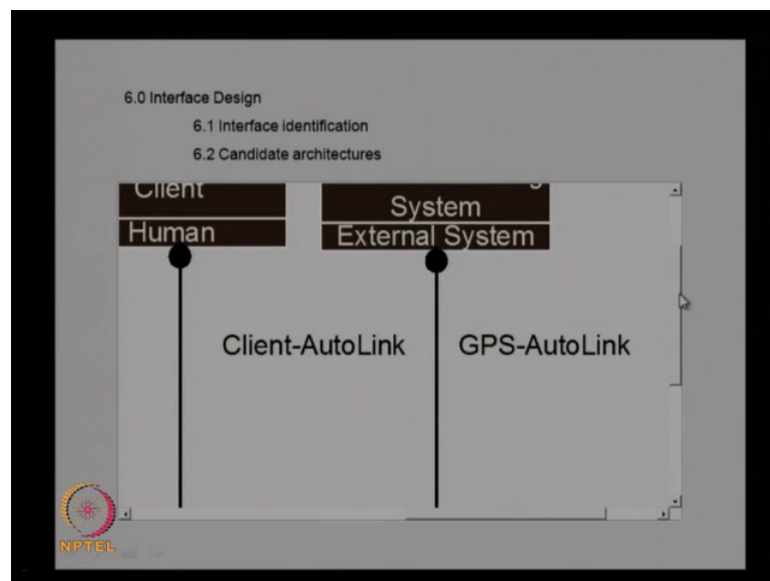 6.0 Interface Design
6.1 Interface identification
6.2 Candidate architectures
Client
System
Human
External System
Client-AutoLink
GPS-AutoLink
NPTEL